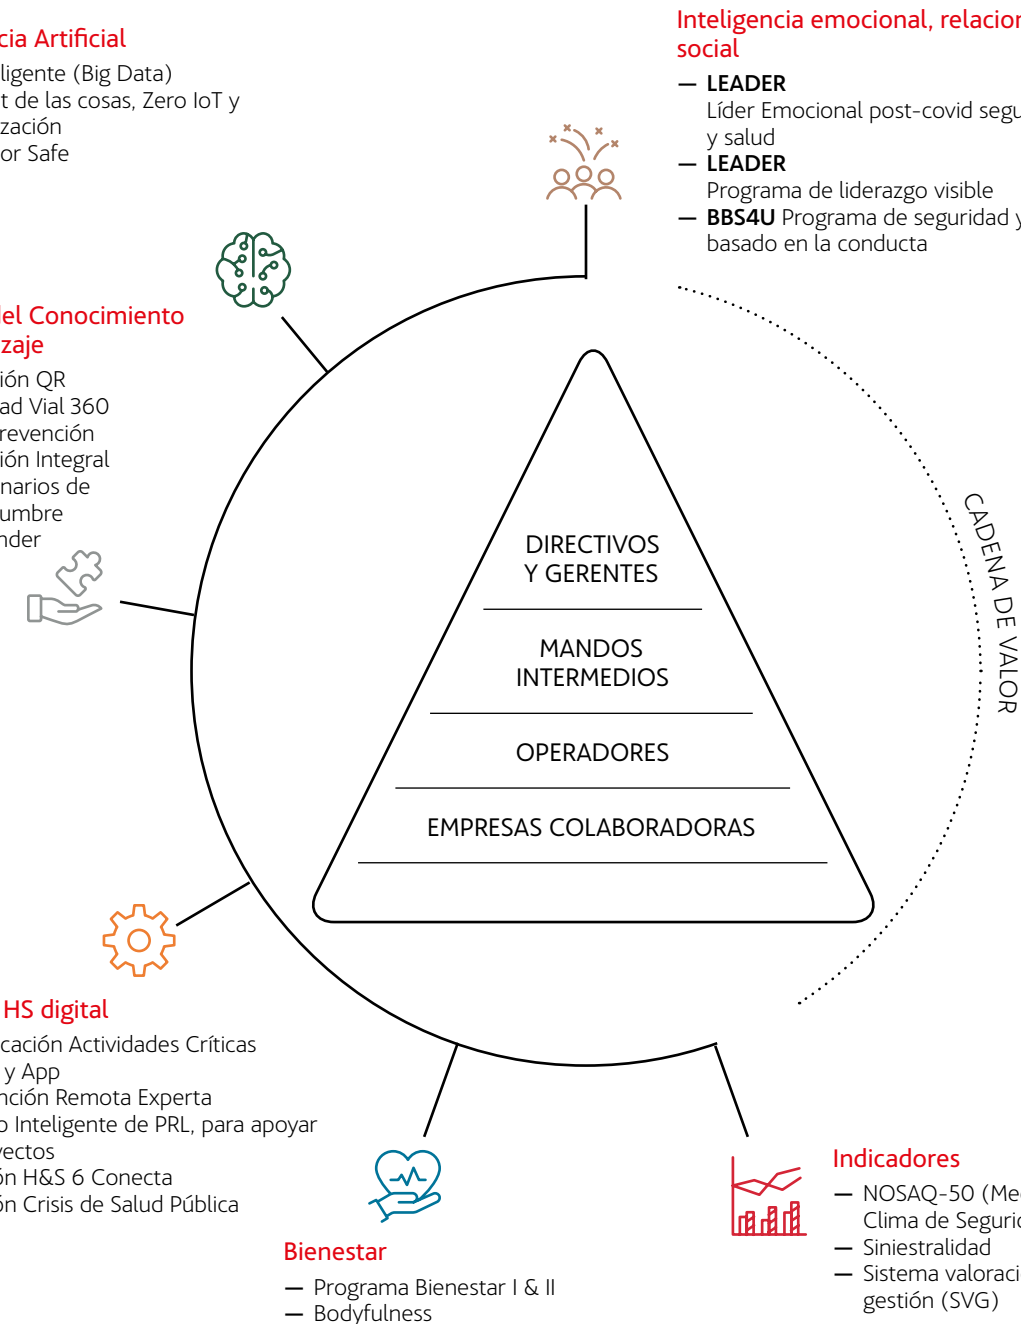 cia Artificial
ligente (Big Data)
t de las cosas, Zero IoT y
zación
or Safe
Inteligencia emocional, relacion
social
— LEADER
Líder Emocional post-covid segu
y salud
— LEADER
Programa de liderazgo visible
— BBS4U Programa de seguridad y
basado en la conducta
del Conocimiento
zaje
ión QR
ad Vial 360
revención
ión Integral
narios de
umbre
nder
CADENA DE VALOR
DIRECTIVOS
Y GERENTES
MANDOS
INTERMEDIOS
OPERADORES
EMPRESAS COLABORADORAS
HS digital
cación Actividades Críticas
y App
nción Remota Experta
o Inteligente de PRL, para apoyar
yectos
ón H&S 6 Conecta
ón Crisis de Salud Pública
Bienestar
— Programa Bienestar I & II
— Bodyfulness
Indicadores
— NOSAQ-50 (Med
Clima de Segurid
— Siniestralidad
— Sistema valoraci
gestión (SVG)